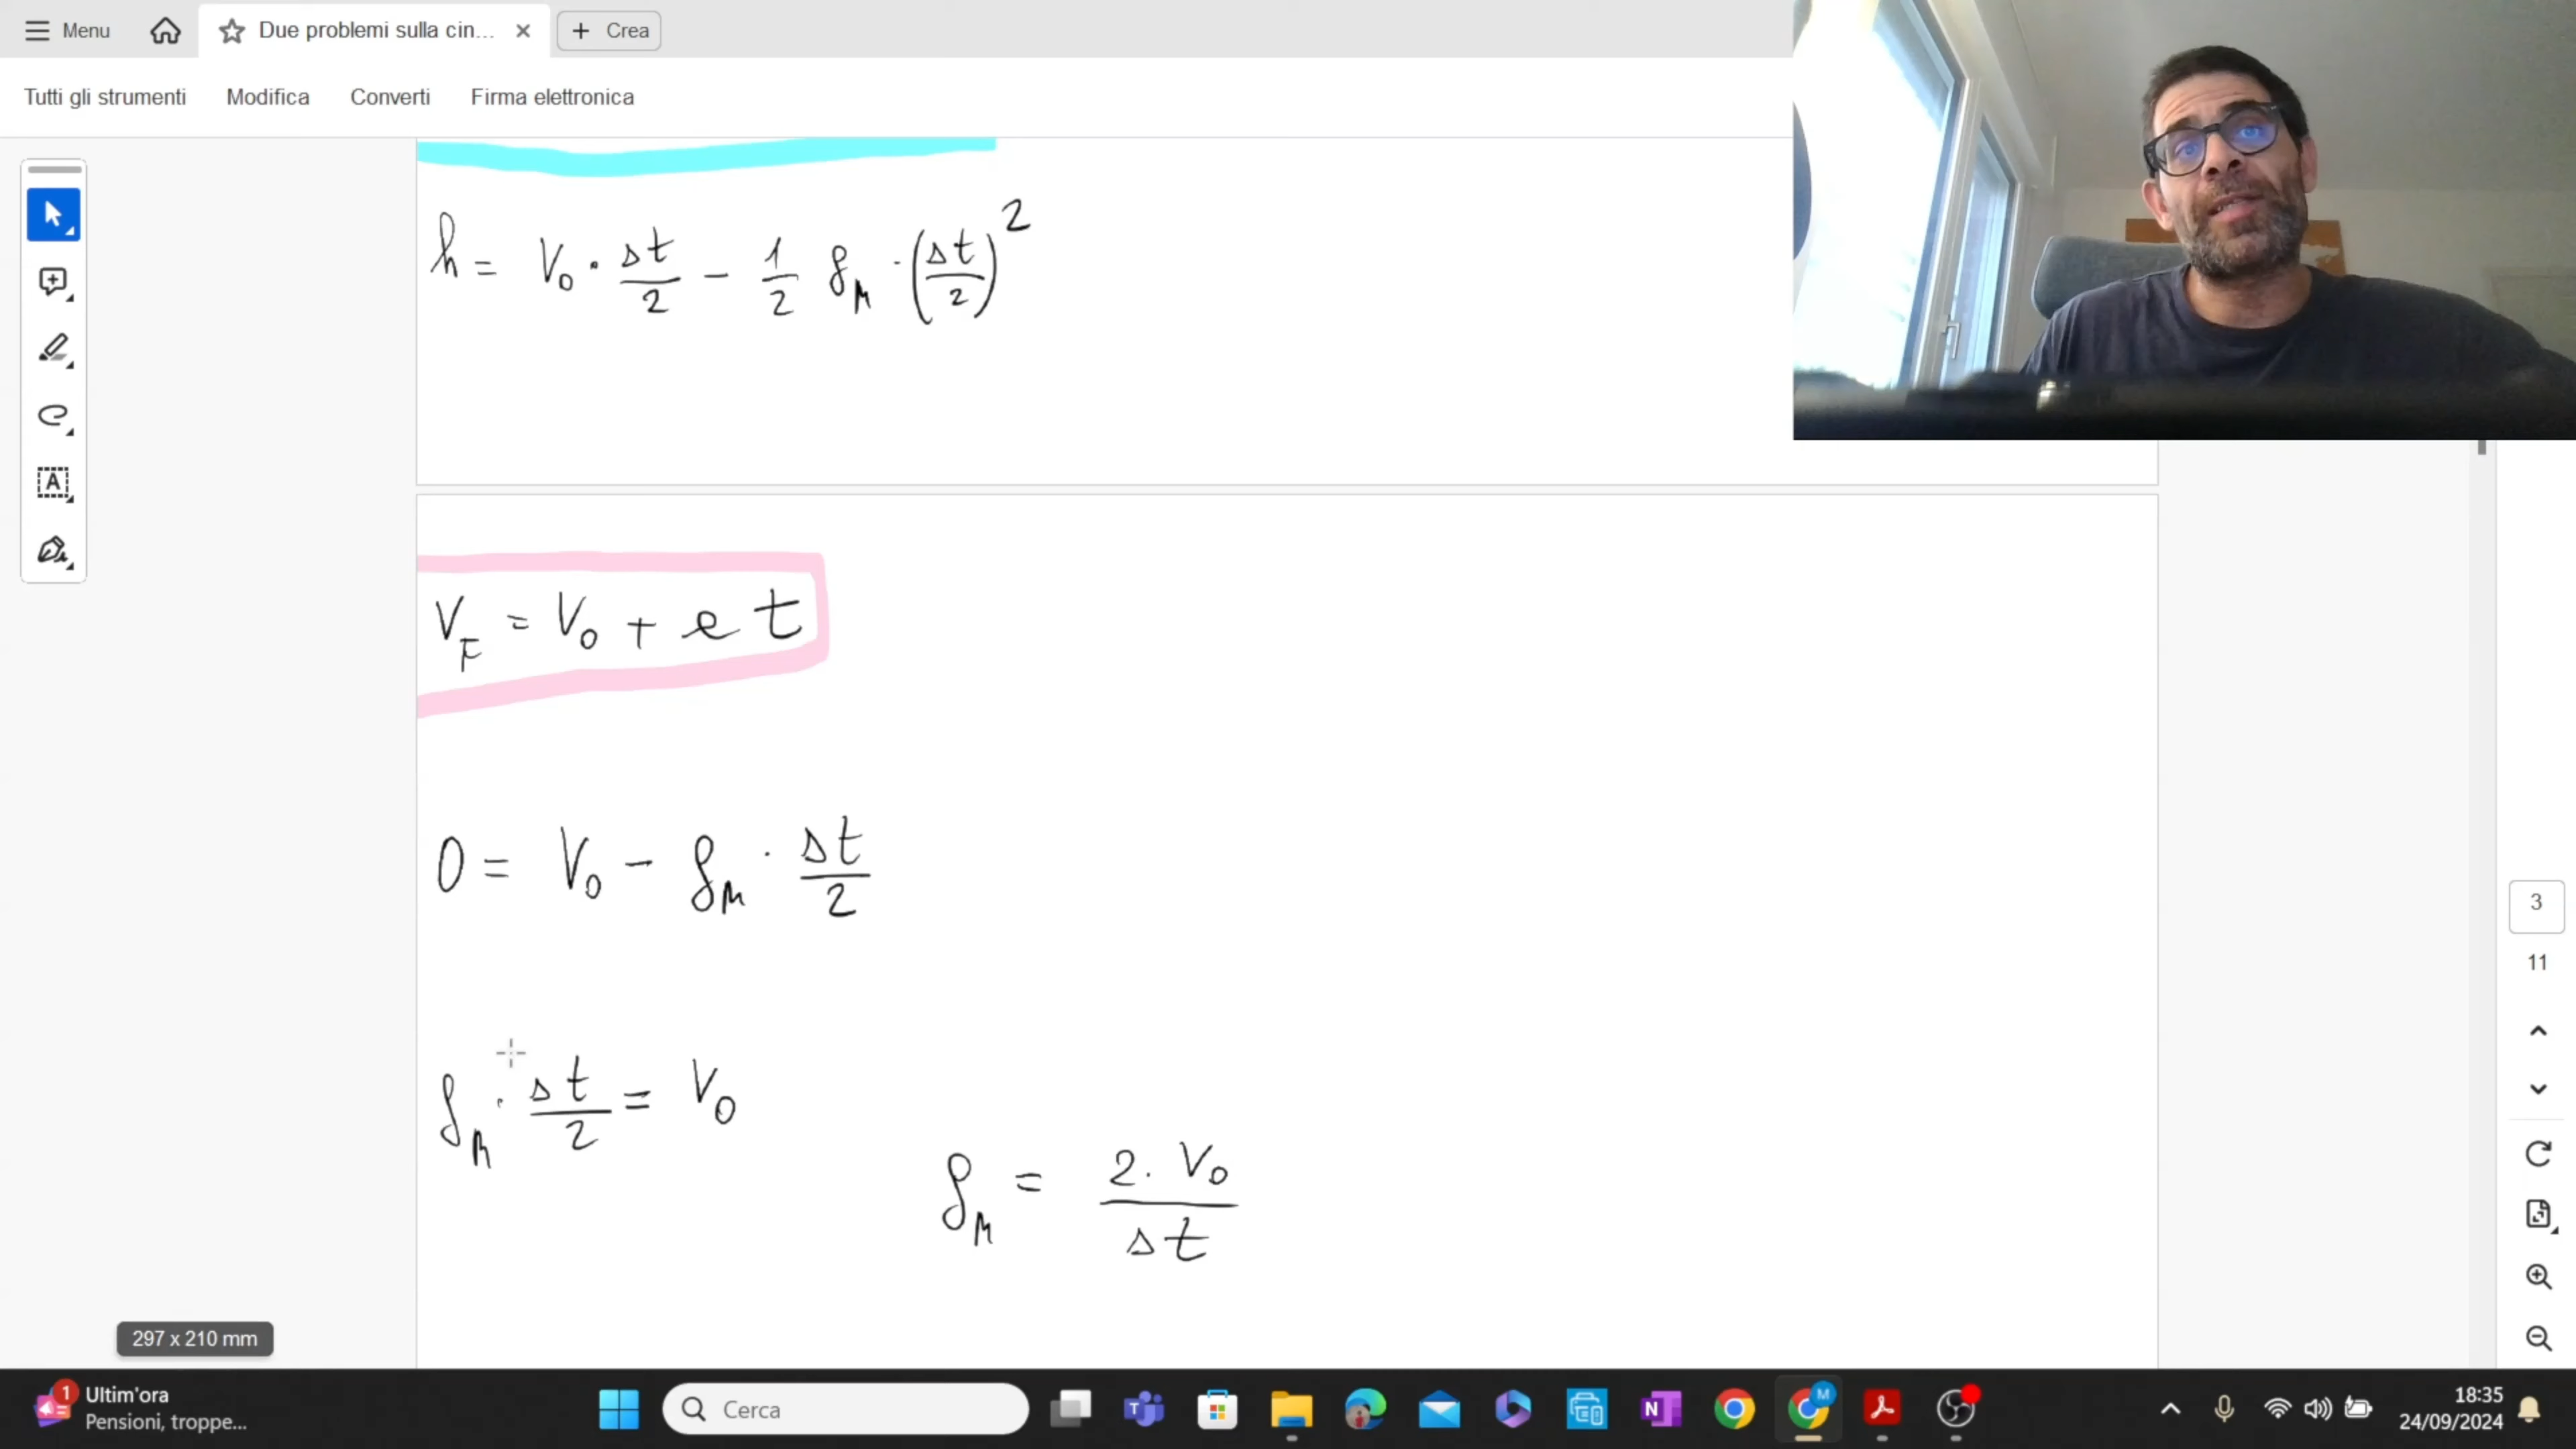 Menu
Due problemi sulla cin...
Crea
Tutti gli strumenti
Modifica
Converti
Firma elettronica
h = V₀ · Δt/2 − 1/2 g_M · (Δt/2)²
V_F = V₀ + a t
0 = V₀ − g_M · Δt/2
g_M · Δt/2 = V₀
g_M = 2 · V₀ / Δt
3
11
297 x 210 mm
1
Ultim'ora
Pensioni, troppe...
Cerca
M
18:35
24/09/2024